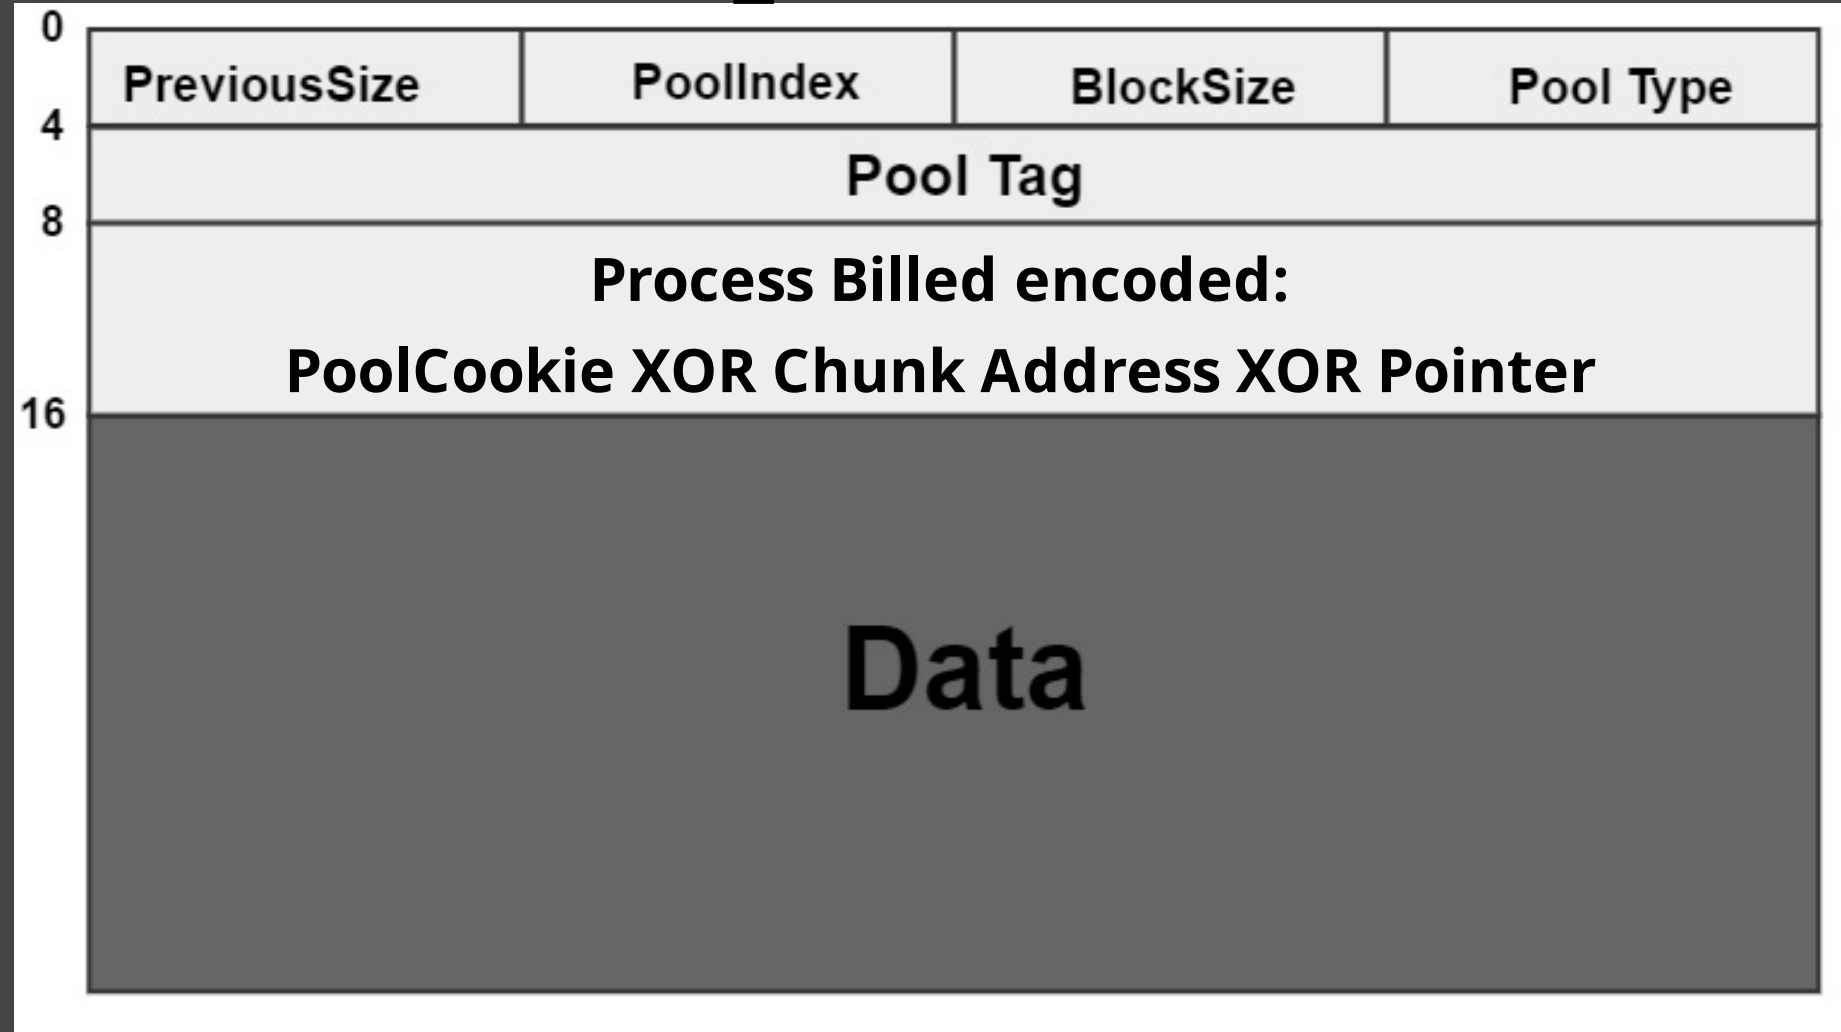 0
PreviousSize PoolIndex BlockSize Pool Type
4
Pool Tag
8
Process Billed encoded:
PoolCookie XOR Chunk Address XOR Pointer
16
Data